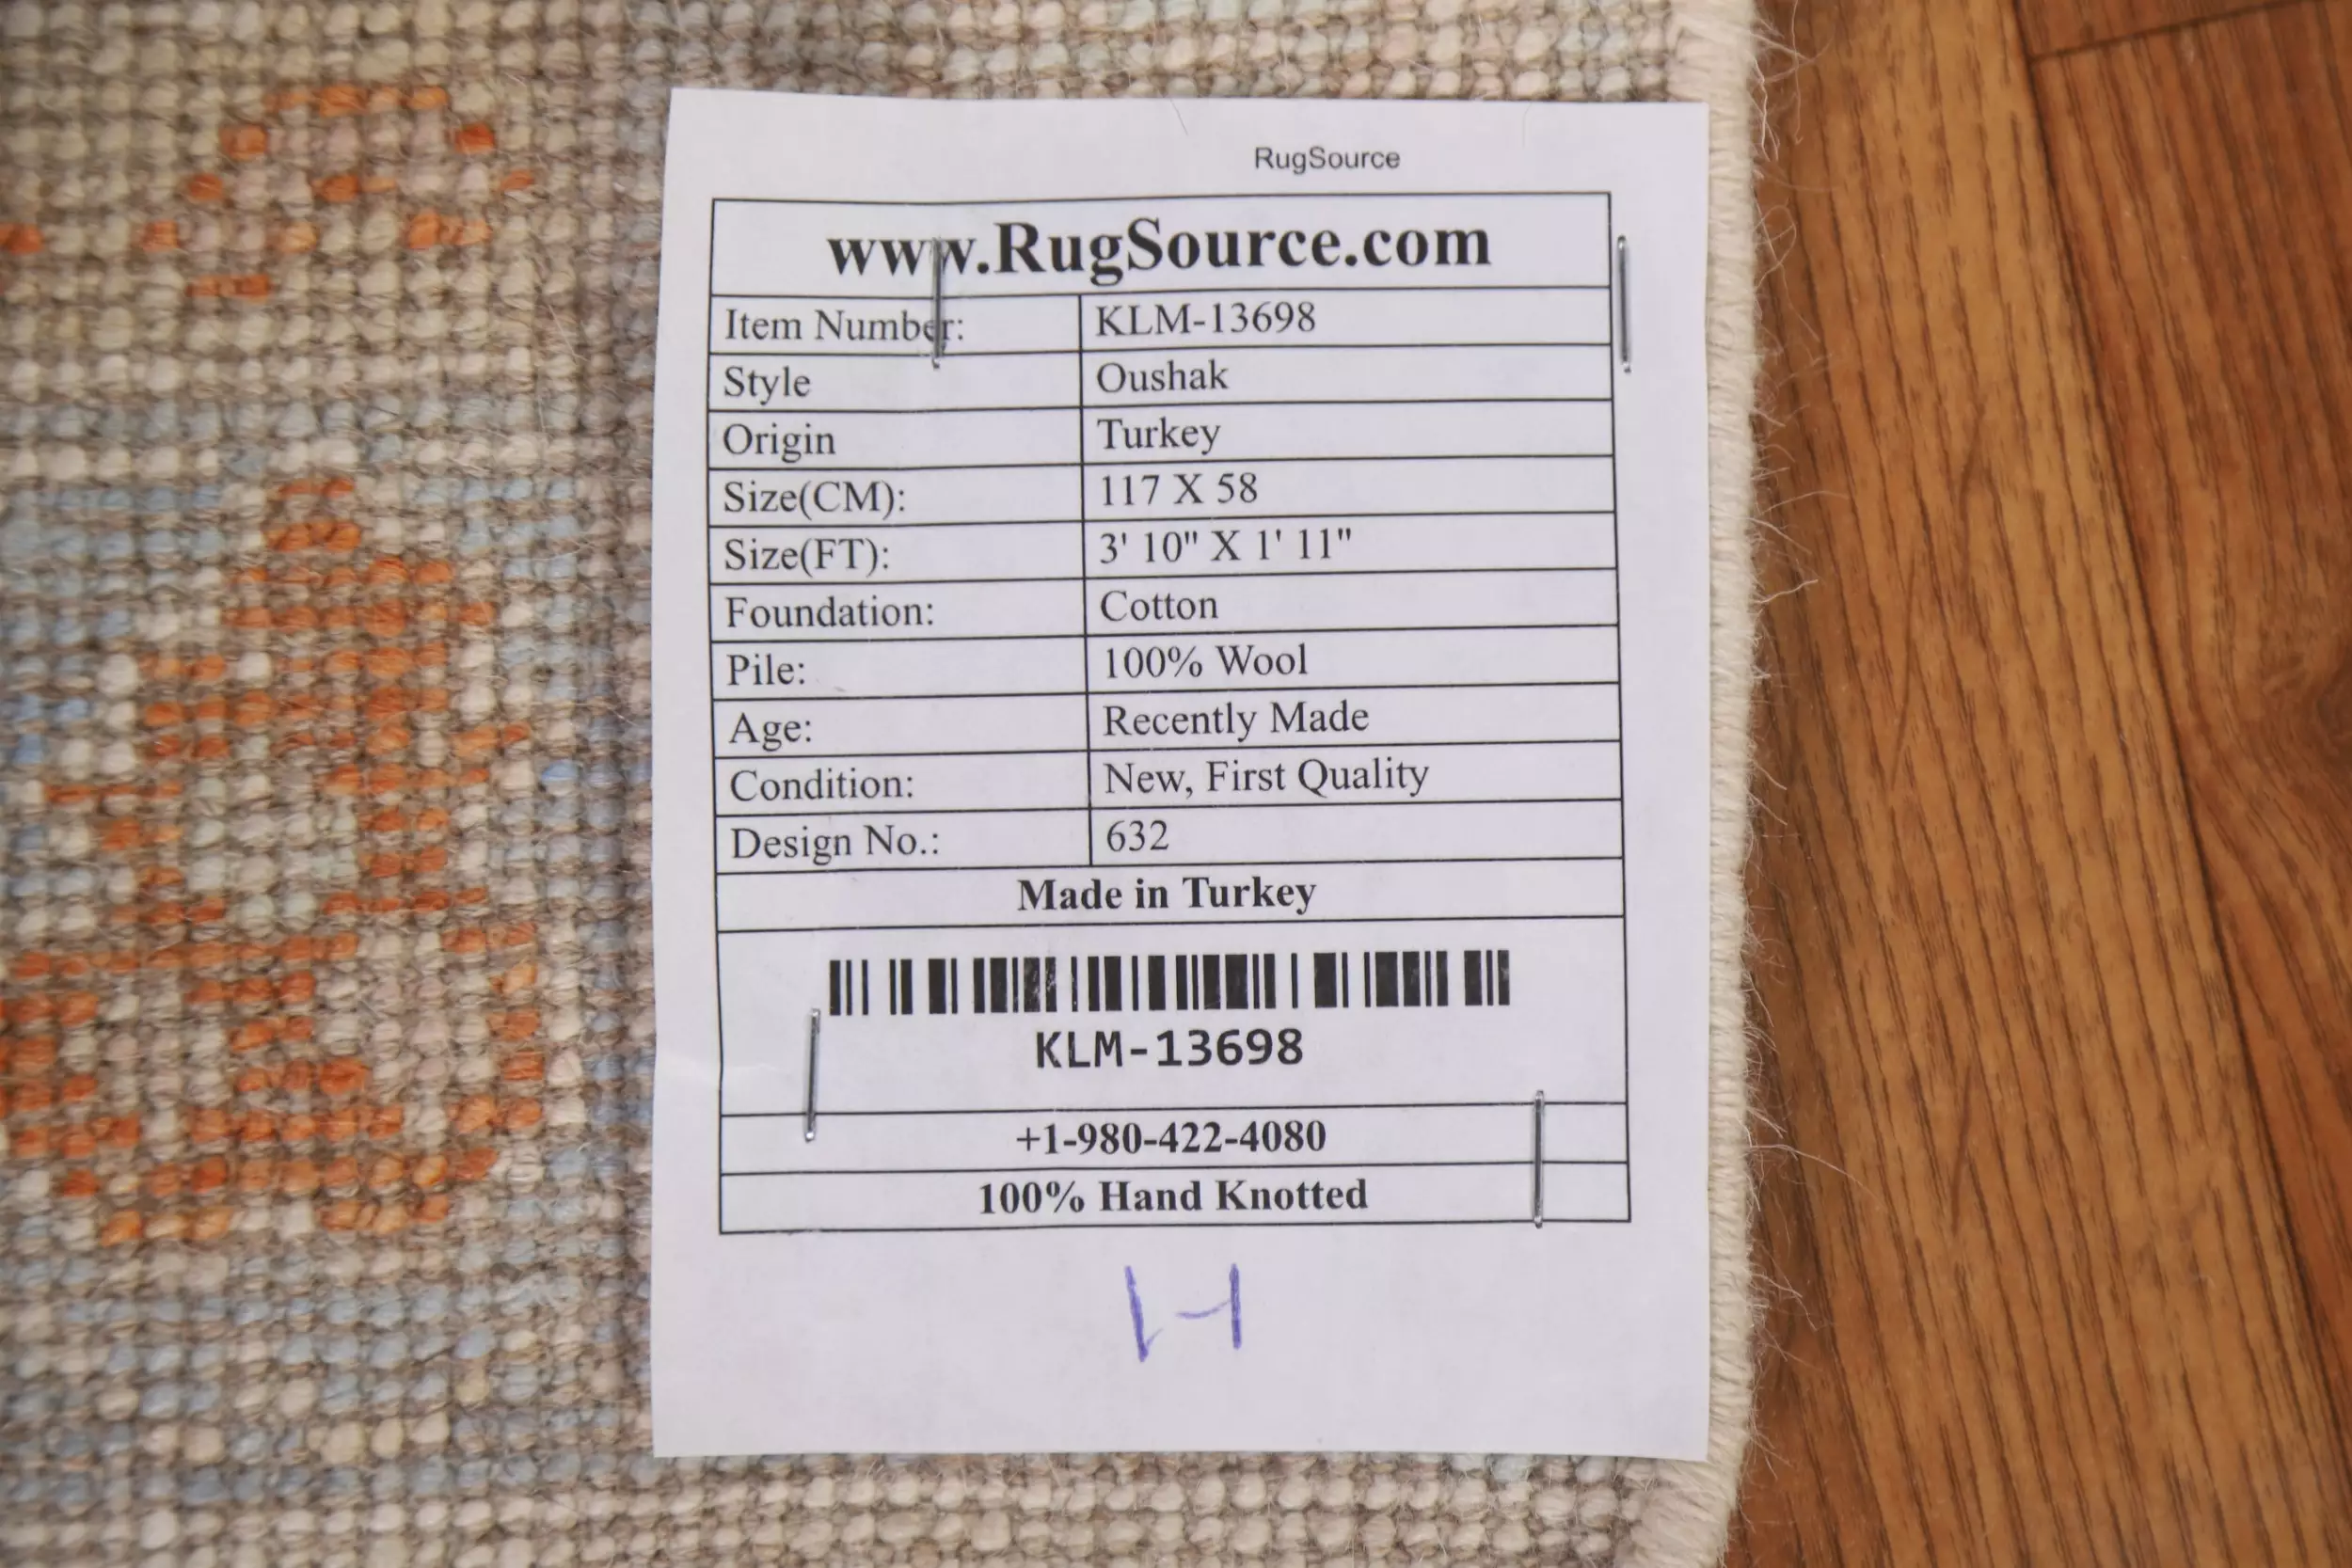 RugSource
www.RugSource.com
Item Number: KLM-13698
Style Oushak
Origin Turkey
Size(CM): 117 X 58
Size(FT): 3' 10" X 1' 11"
Foundation: Cotton
Pile: 100% Wool
Age: Recently Made
Condition: New, First Quality
Design No.: 632
Made in Turkey
KLM-13698
+1-980-422-4080
100% Hand Knotted